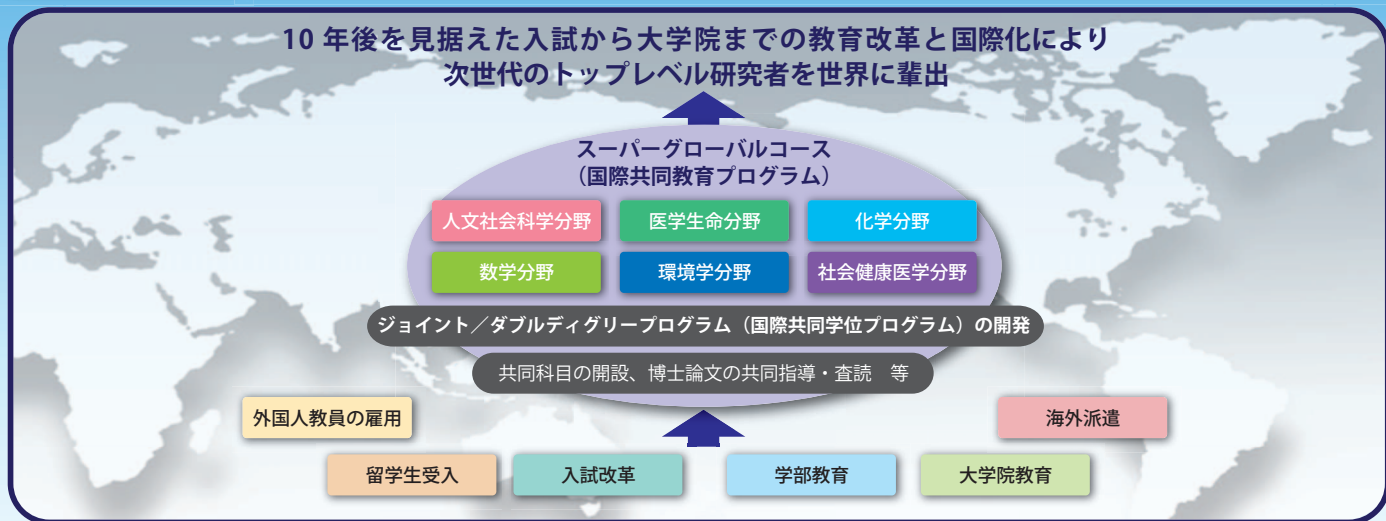 10 年後を見据えた入試から大学院までの教育改革と国際化により
次世代のトップレベル研究者を世界に輩出
スーパーグローバルコース
（国際共同教育プログラム）
人文社会科学分野
医学生命分野
化学分野
数学分野
環境学分野
社会健康医学分野
ジョイント／ダブルディグリープログラム（国際共同学位プログラム）の開発
共同科目の開設、博士論文の共同指導・査読　等
外国人教員の雇用
海外派遣
留学生受入
入試改革
学部教育
大学院教育